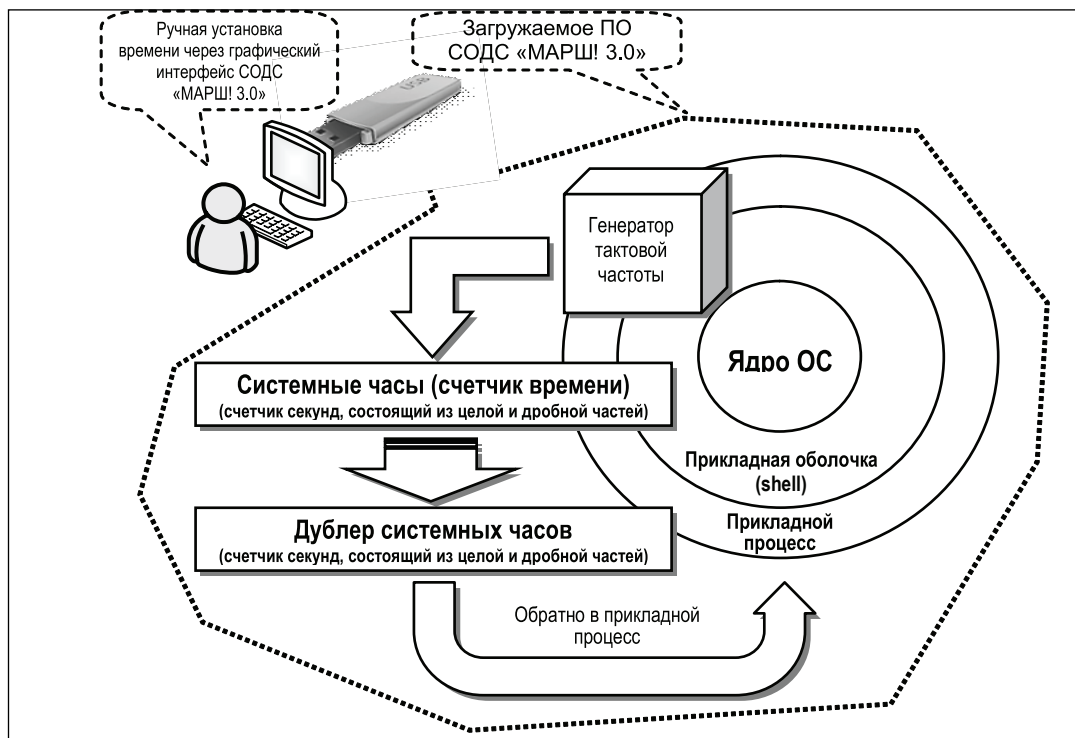 Ручная установка
времени через графический
интерфейс СОДС
«МАРШ! 3.0»
Загружаемое ПО
СОДС «МАРШ! 3.0»
USB
Генератор
тактовой
частоты
Ядро ОС
Системные часы (счетчик времени)
(счетчик секунд, состоящий из целой и дробной частей)
Прикладная оболочка
(shell)
Прикладной
процесс
Дублер системных часов
(счетчик секунд, состоящий из целой и дробной частей)
Обратно в прикладной
процесс